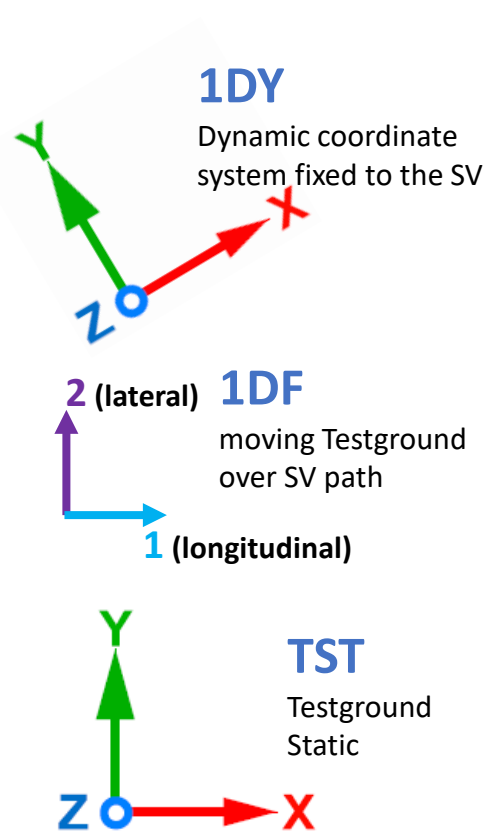 1DY
Dynamic coordinate
system fixed to the SV
Y
X
Z
2 (lateral)
1DF
moving Testground
over SV path
1 (longitudinal)
Y
TST
Testground
Static
Z
X